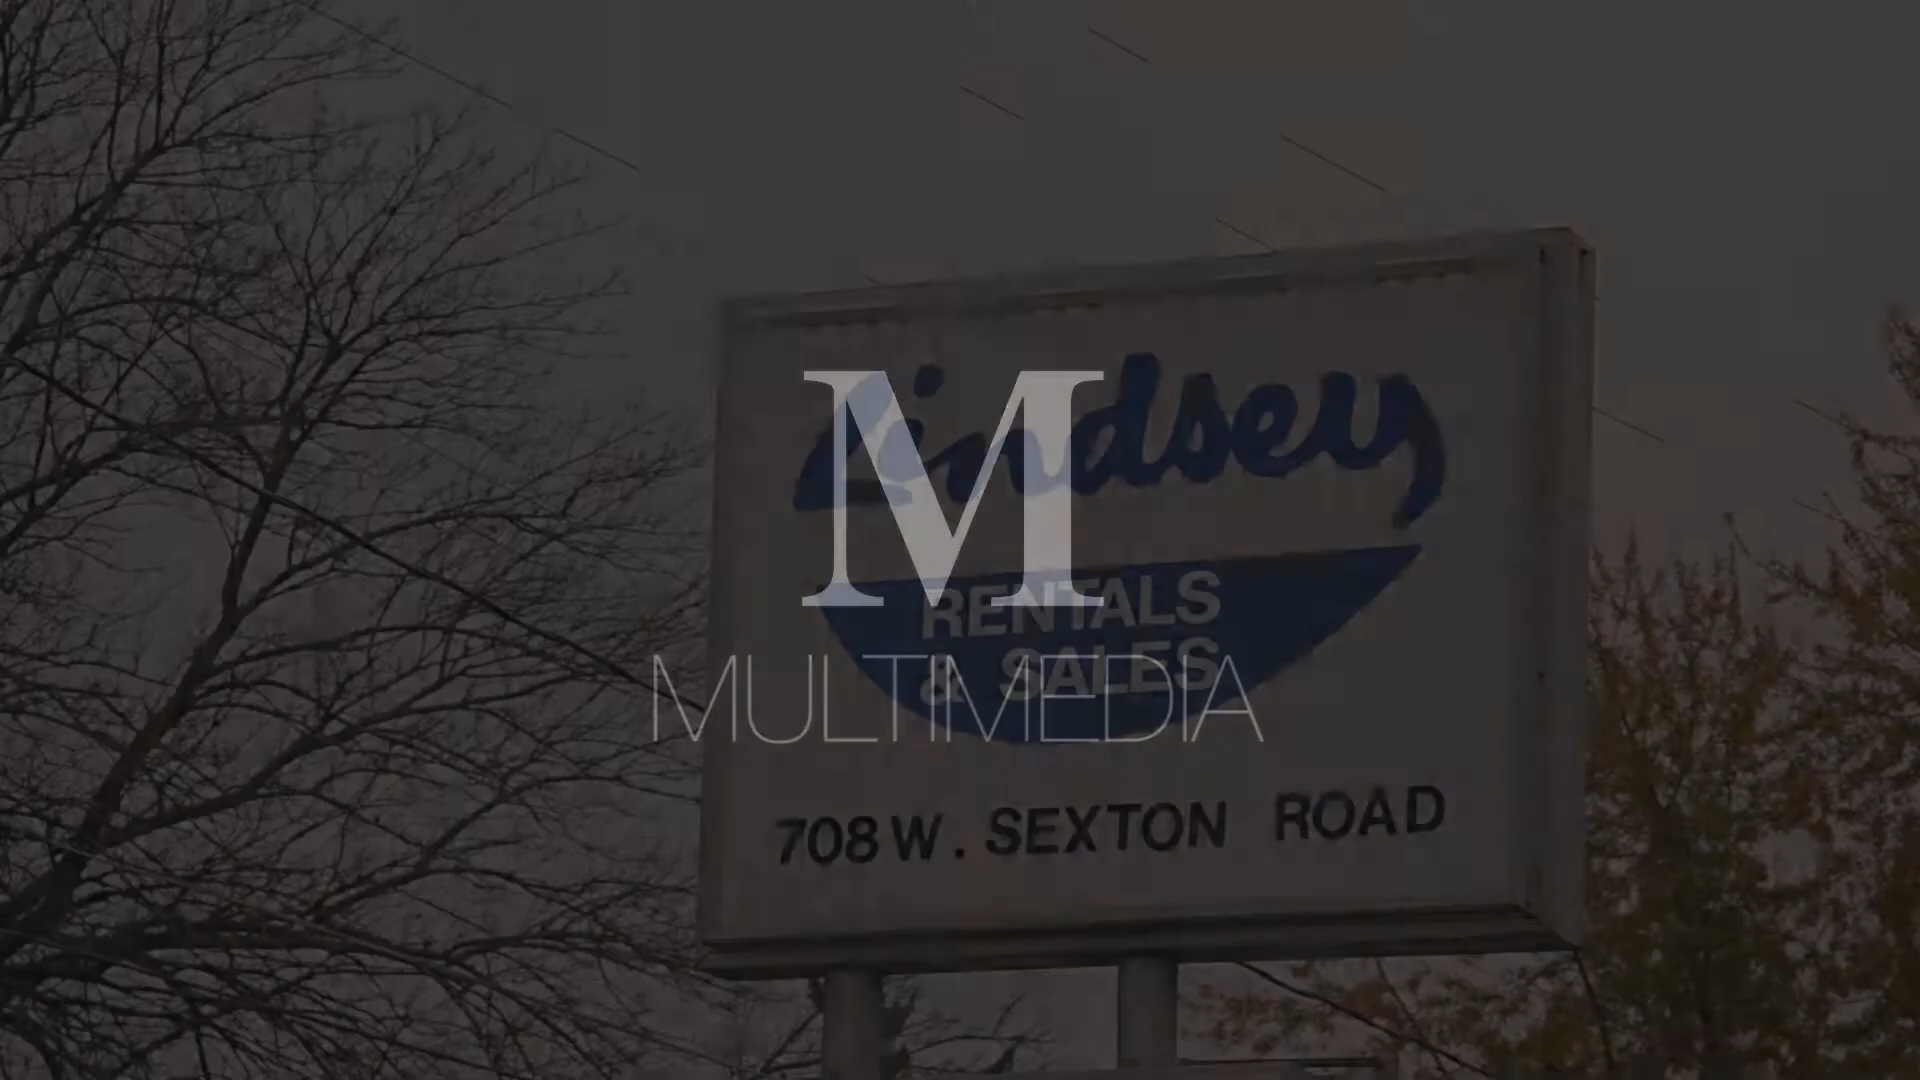 Lindsey
M
RENTALS
& SALES
MULTIMEDIA
708 W. SEXTON ROAD